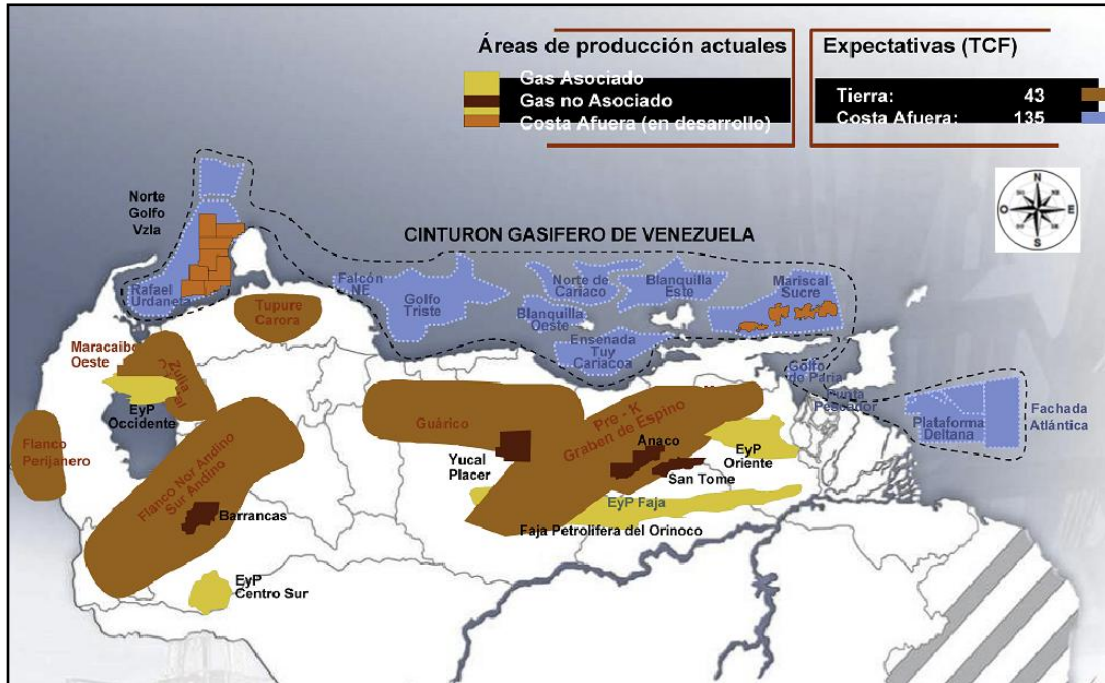 Áreas de producción actuales
Gas Asociado
Gas no Asociado
Costa Afuera (en desarrollo)
Expectativas (TCF)
Tierra: 43
Costa Afuera: 135
N
O
E
S
Norte
Golfo
Vzla
CINTURON GASIFERO DE VENEZUELA
Rafael
Urdaneta
Falcón
NE
Golfo
Triste
Norte de
Cariaco
Blanquilla
Este
Mariscal
Sucre
Blanquilla
Oeste
Ensenada
Tuy
Cariacoa
Tupure
Carora
Maracaibo
Oeste
EyP
Occidente
Golfo
do Paria
Punta
Pescador
Plataforma
Deltana
Fachada
Atlántica
Flanco
Perijanero
Guárico
Pre - K
Graben de Espino
Anaco
EyP
Oriente
Yucal
Placer
San Tome
EyP Faja
Faja Petrolifera del Orinoco
Flanco Nor Andino
Sur Andino
Barrancas
EyP
Centro Sur